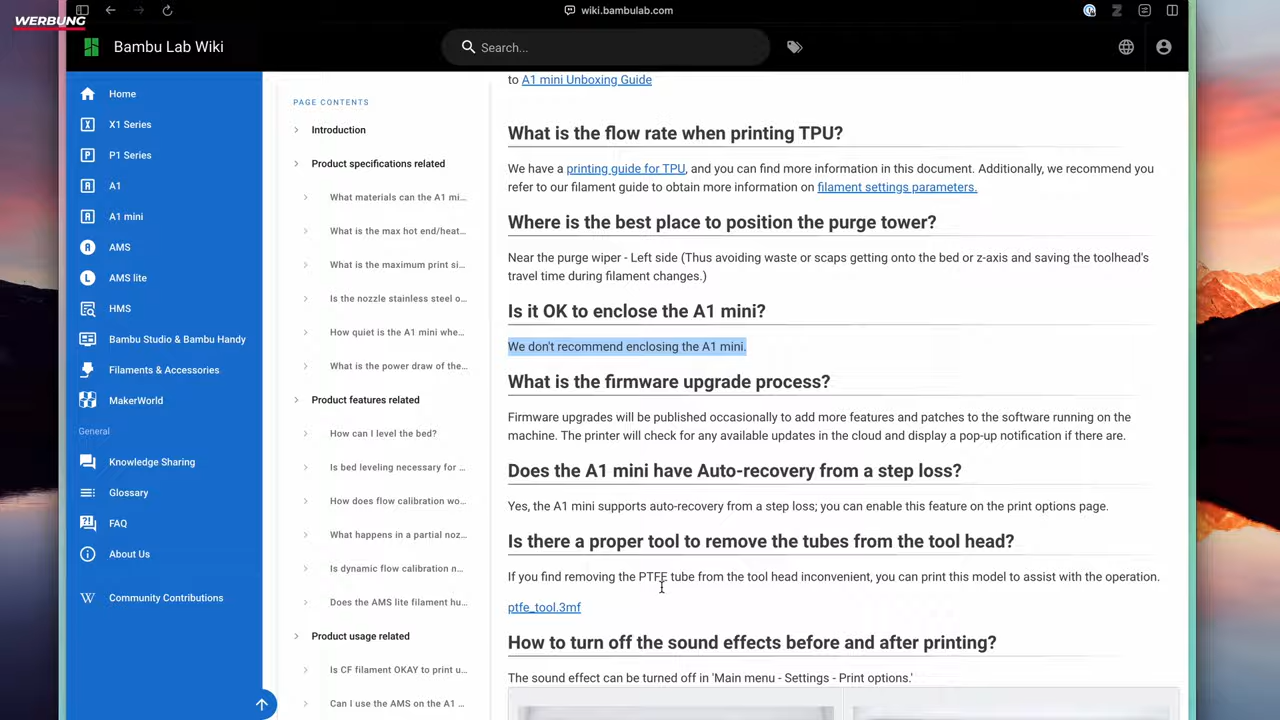 WERBUNG
wiki.bambulab.com
Bambu Lab Wiki
Search...
Home
X1 Series
P1 Series
A1
A1 mini
AMS
AMS lite
HMS
Bambu Studio & Bambu Handy
Filaments & Accessories
MakerWorld
General
Knowledge Sharing
Glossary
FAQ
About Us
Community Contributions
PAGE CONTENTS
Introduction
Product specifications related
What materials can the A1 mi...
What is the max hot end/heat...
What is the maximum print si...
Is the nozzle stainless steel o...
How quiet is the A1 mini whe...
What is the power draw of the...
Product features related
How can I level the bed?
Is bed leveling necessary for ...
How does flow calibration wo...
What happens in a partial noz...
Is dynamic flow calibration n...
Does the AMS lite filament hu...
Product usage related
Is CF filament OKAY to print u...
Can I use the AMS on the A1 ...
to A1 mini Unboxing Guide
What is the flow rate when printing TPU?
We have a printing guide for TPU, and you can find more information in this document. Additionally, we recommend you
refer to our filament guide to obtain more information on filament settings parameters.
Where is the best place to position the purge tower?
Near the purge wiper - Left side (Thus avoiding waste or scaps getting onto the bed or z-axis and saving the toolhead's
travel time during filament changes.)
Is it OK to enclose the A1 mini?
We don't recommend enclosing the A1 mini.
What is the firmware upgrade process?
Firmware upgrades will be published occasionally to add more features and patches to the software running on the
machine. The printer will check for any available updates in the cloud and display a pop-up notification if there are.
Does the A1 mini have Auto-recovery from a step loss?
Yes, the A1 mini supports auto-recovery from a step loss; you can enable this feature on the print options page.
Is there a proper tool to remove the tubes from the tool head?
If you find removing the PTFE tube from the tool head inconvenient, you can print this model to assist with the operation.
ptfe_tool.3mf
How to turn off the sound effects before and after printing?
The sound effect can be turned off in 'Main menu - Settings - Print options.'